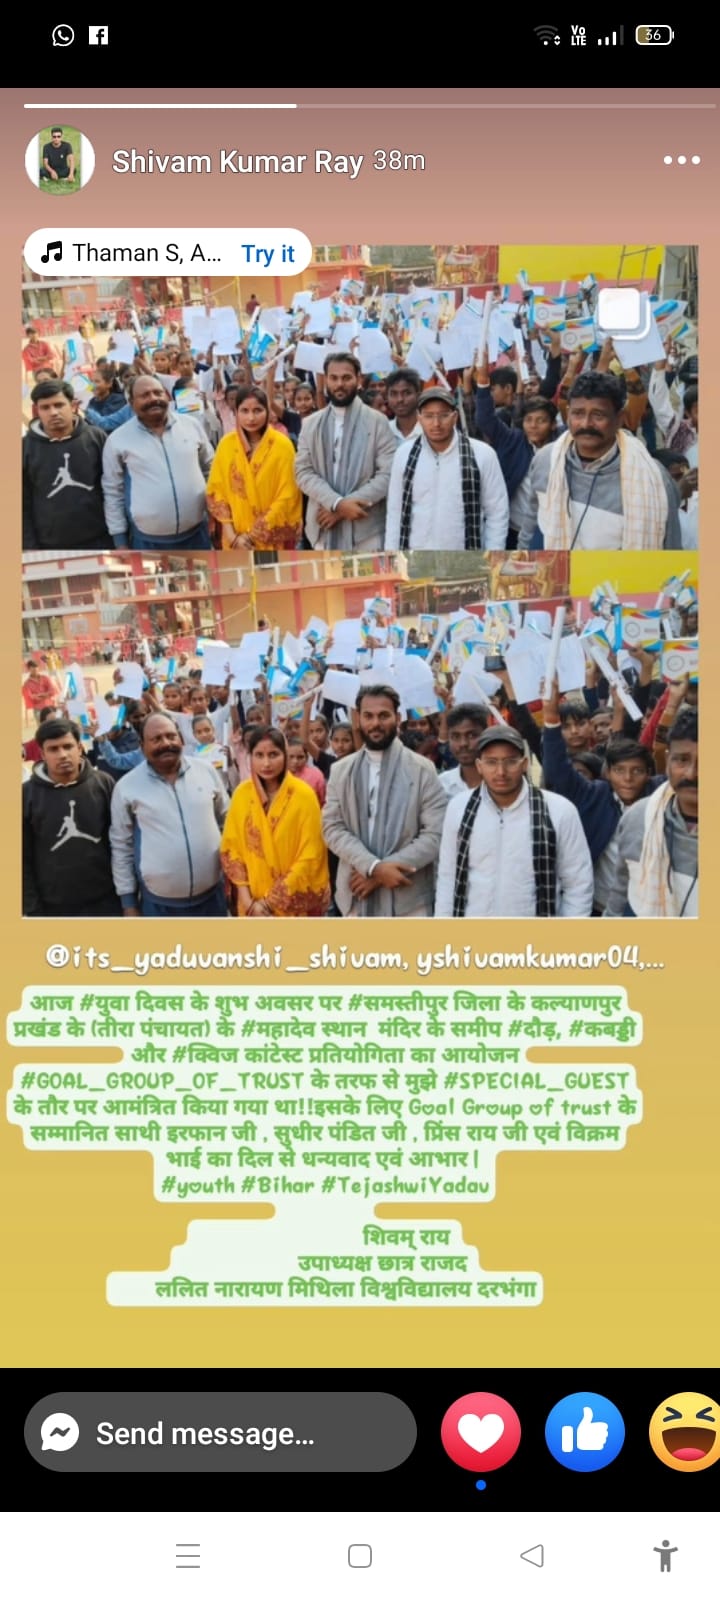 VoLTE
36
Shivam Kumar Ray 38m
Thaman S, A... Try it
@its_yaduvanshi_shivam, yshivamkumar04,...
आज #युवा दिवस के शुभ अवसर पर #समस्तीपुर जिला के कल्याणपुर
प्रखंड के (तीरा पंचायत) के #महादेव स्थान मंदिर के समीप #दौड़, #कबड्डी
और #क्विज कांटेस्ट प्रतियोगिता का आयोजन
#GOAL_GROUP_OF_TRUST के तरफ से मुझे #SPECIAL_GUEST
के तौर पर आमंत्रित किया गया था!!इसके लिए Goal Group of trust के
सम्मानित साथी इरफान जी , सुधीर पंडित जी , प्रिंस राय जी एवं विक्रम
भाई का दिल से धन्यवाद एवं आभार|
#youth #Bihar #TejashwiYadav
शिवम् राय
उपाध्यक्ष छात्र राजद
ललित नारायण मिथिला विश्वविद्यालय दरभंगा
Send message...